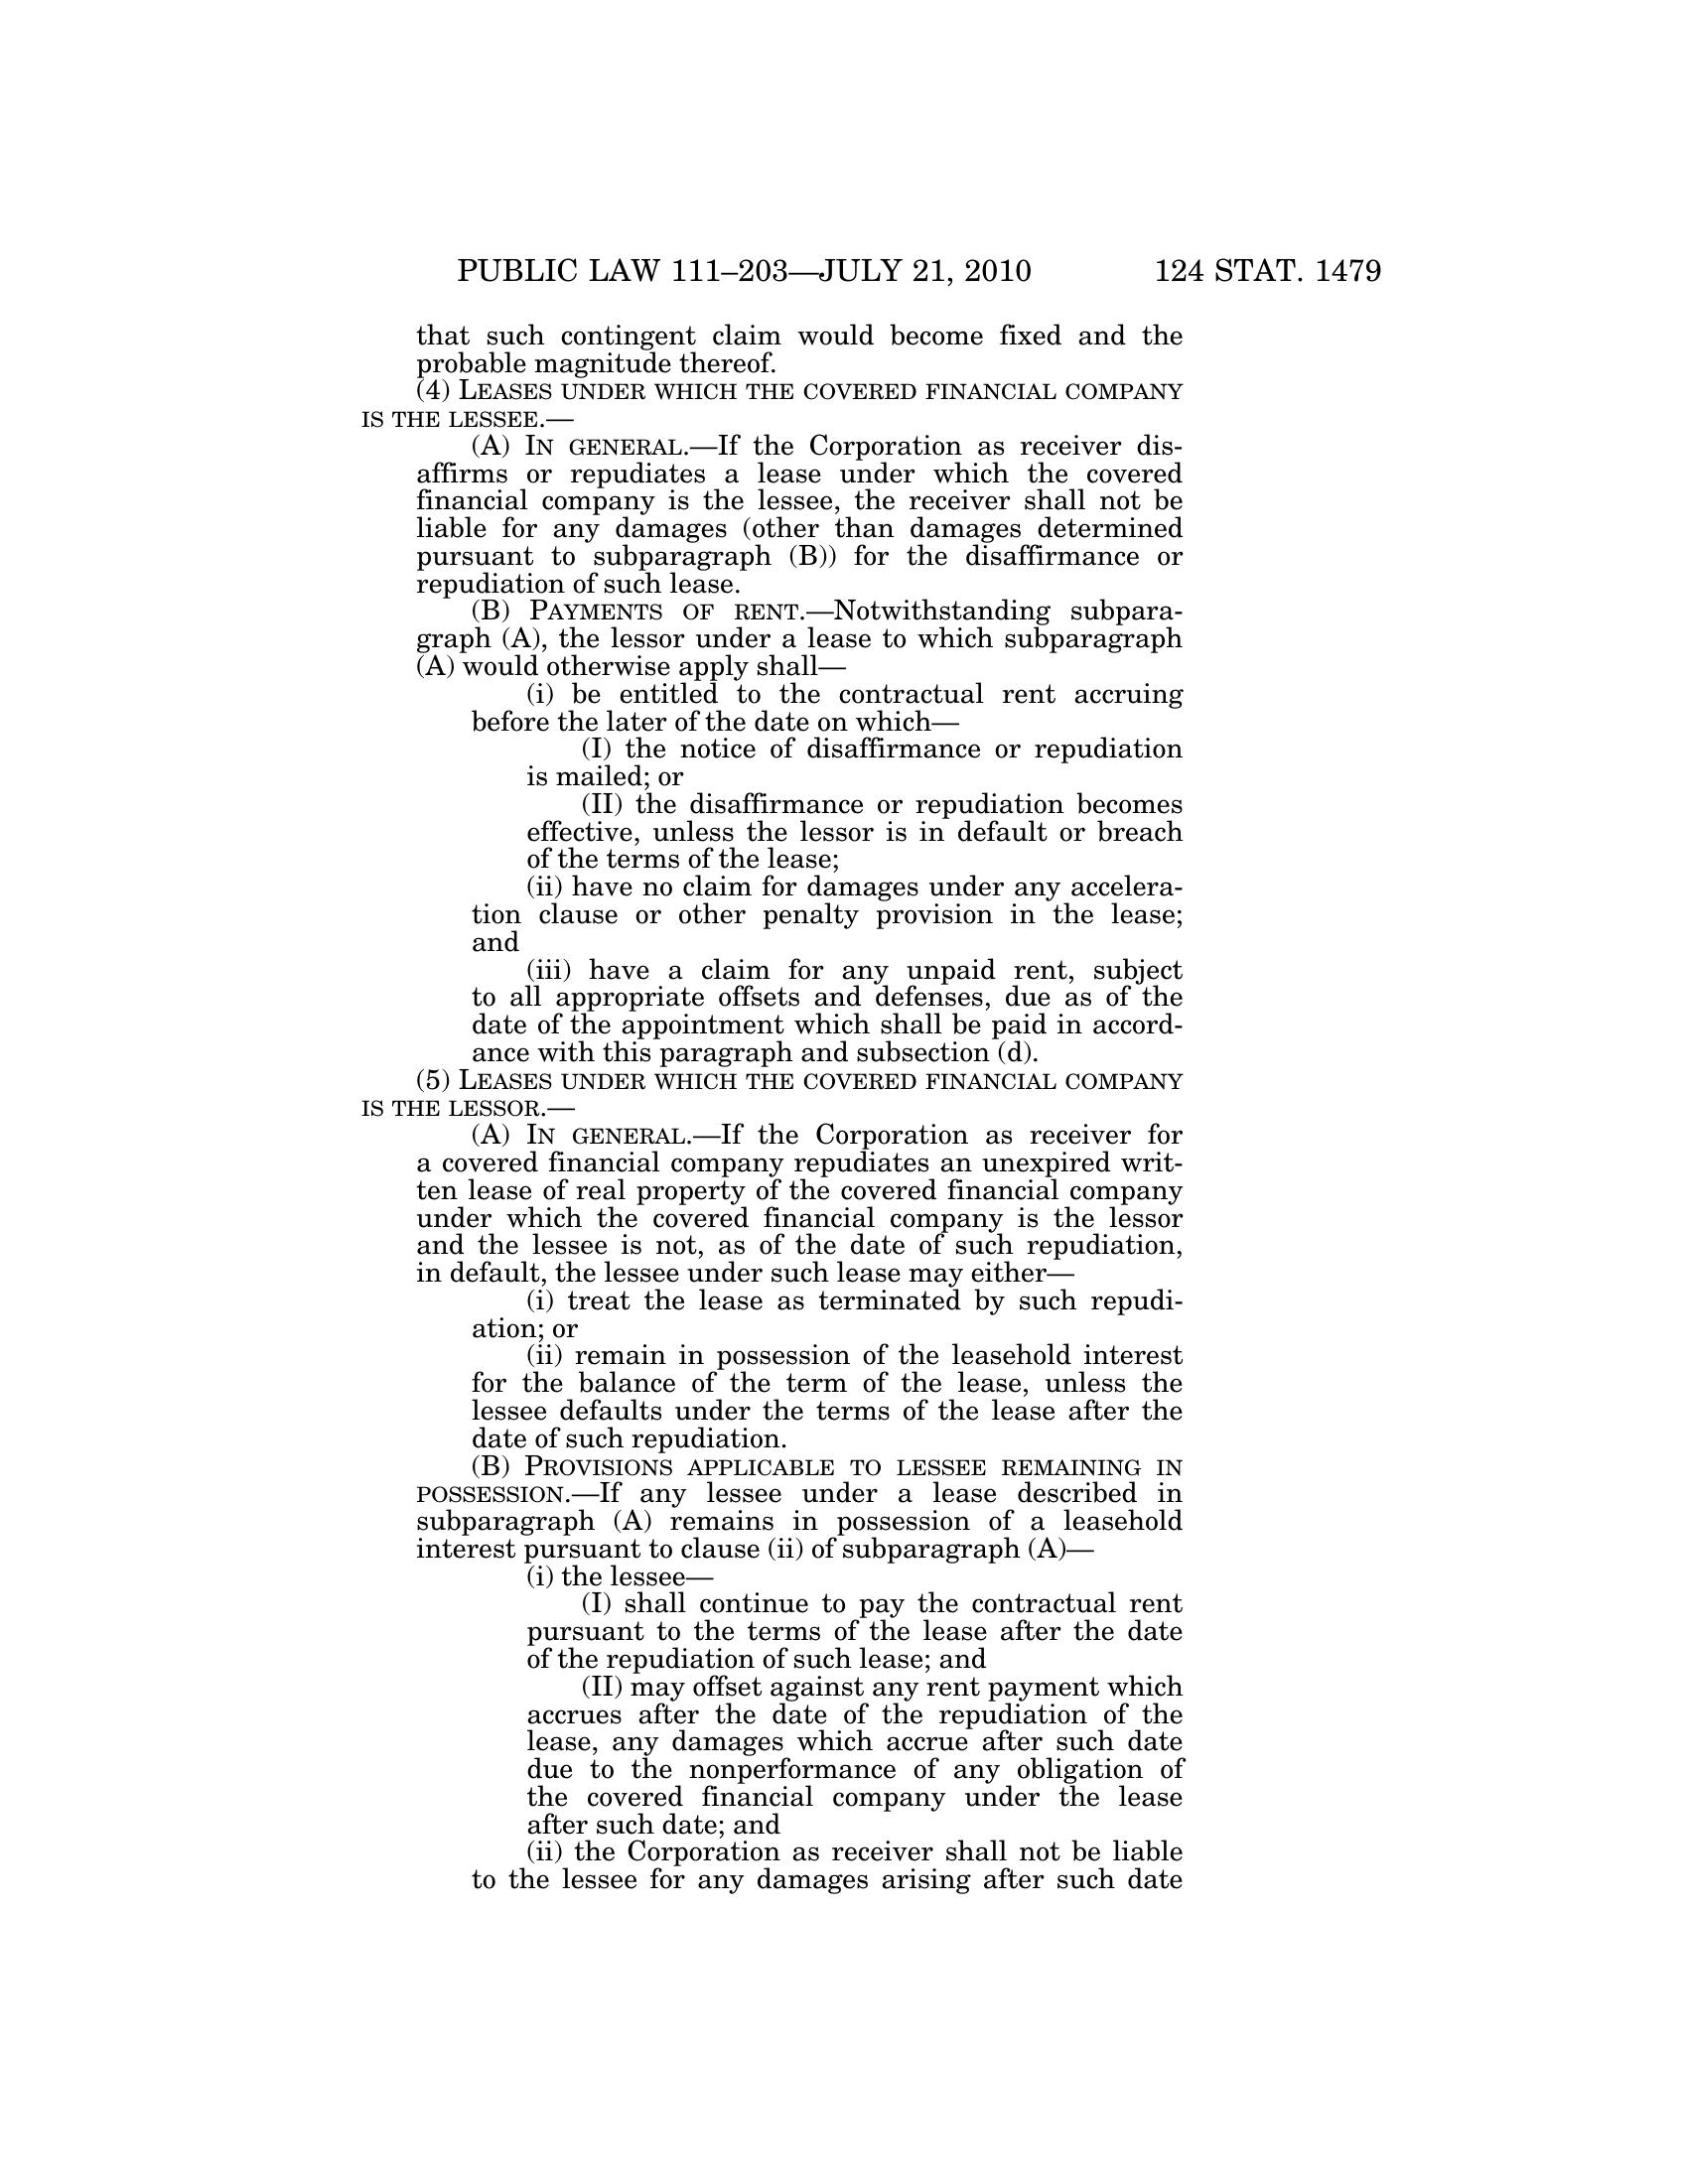 PUBLIC LAW 111–203—JULY 21, 2010 124 STAT. 1479
that such contingent claim would become fixed and the
probable magnitude thereof.
(4) LEASES UNDER WHICH THE COVERED FINANCIAL COMPANY
IS THE LESSEE.—
(A) IN GENERAL.—If the Corporation as receiver dis-
affirms or repudiates a lease under which the covered
financial company is the lessee, the receiver shall not be
liable for any damages (other than damages determined
pursuant to subparagraph (B)) for the disaffirmance or
repudiation of such lease.
(B) PAYMENTS OF RENT.—Notwithstanding subpara-
graph (A), the lessor under a lease to which subparagraph
(A) would otherwise apply shall—
(i) be entitled to the contractual rent accruing
before the later of the date on which—
(I) the notice of disaffirmance or repudiation
is mailed; or
(II) the disaffirmance or repudiation becomes
effective, unless the lessor is in default or breach
of the terms of the lease;
(ii) have no claim for damages under any accelera-
tion clause or other penalty provision in the lease;
and
(iii) have a claim for any unpaid rent, subject
to all appropriate offsets and defenses, due as of the
date of the appointment which shall be paid in accord-
ance with this paragraph and subsection (d).
(5) LEASES UNDER WHICH THE COVERED FINANCIAL COMPANY
IS THE LESSOR.—
(A) IN GENERAL.—If the Corporation as receiver for
a covered financial company repudiates an unexpired writ-
ten lease of real property of the covered financial company
under which the covered financial company is the lessor
and the lessee is not, as of the date of such repudiation,
in default, the lessee under such lease may either—
(i) treat the lease as terminated by such repudi-
ation; or
(ii) remain in possession of the leasehold interest
for the balance of the term of the lease, unless the
lessee defaults under the terms of the lease after the
date of such repudiation.
(B) PROVISIONS APPLICABLE TO LESSEE REMAINING IN
POSSESSION.—If any lessee under a lease described in
subparagraph (A) remains in possession of a leasehold
interest pursuant to clause (ii) of subparagraph (A)—
(i) the lessee—
(I) shall continue to pay the contractual rent
pursuant to the terms of the lease after the date
of the repudiation of such lease; and
(II) may offset against any rent payment which
accrues after the date of the repudiation of the
lease, any damages which accrue after such date
due to the nonperformance of any obligation of
the covered financial company under the lease
after such date; and
(ii) the Corporation as receiver shall not be liable
to the lessee for any damages arising after such date